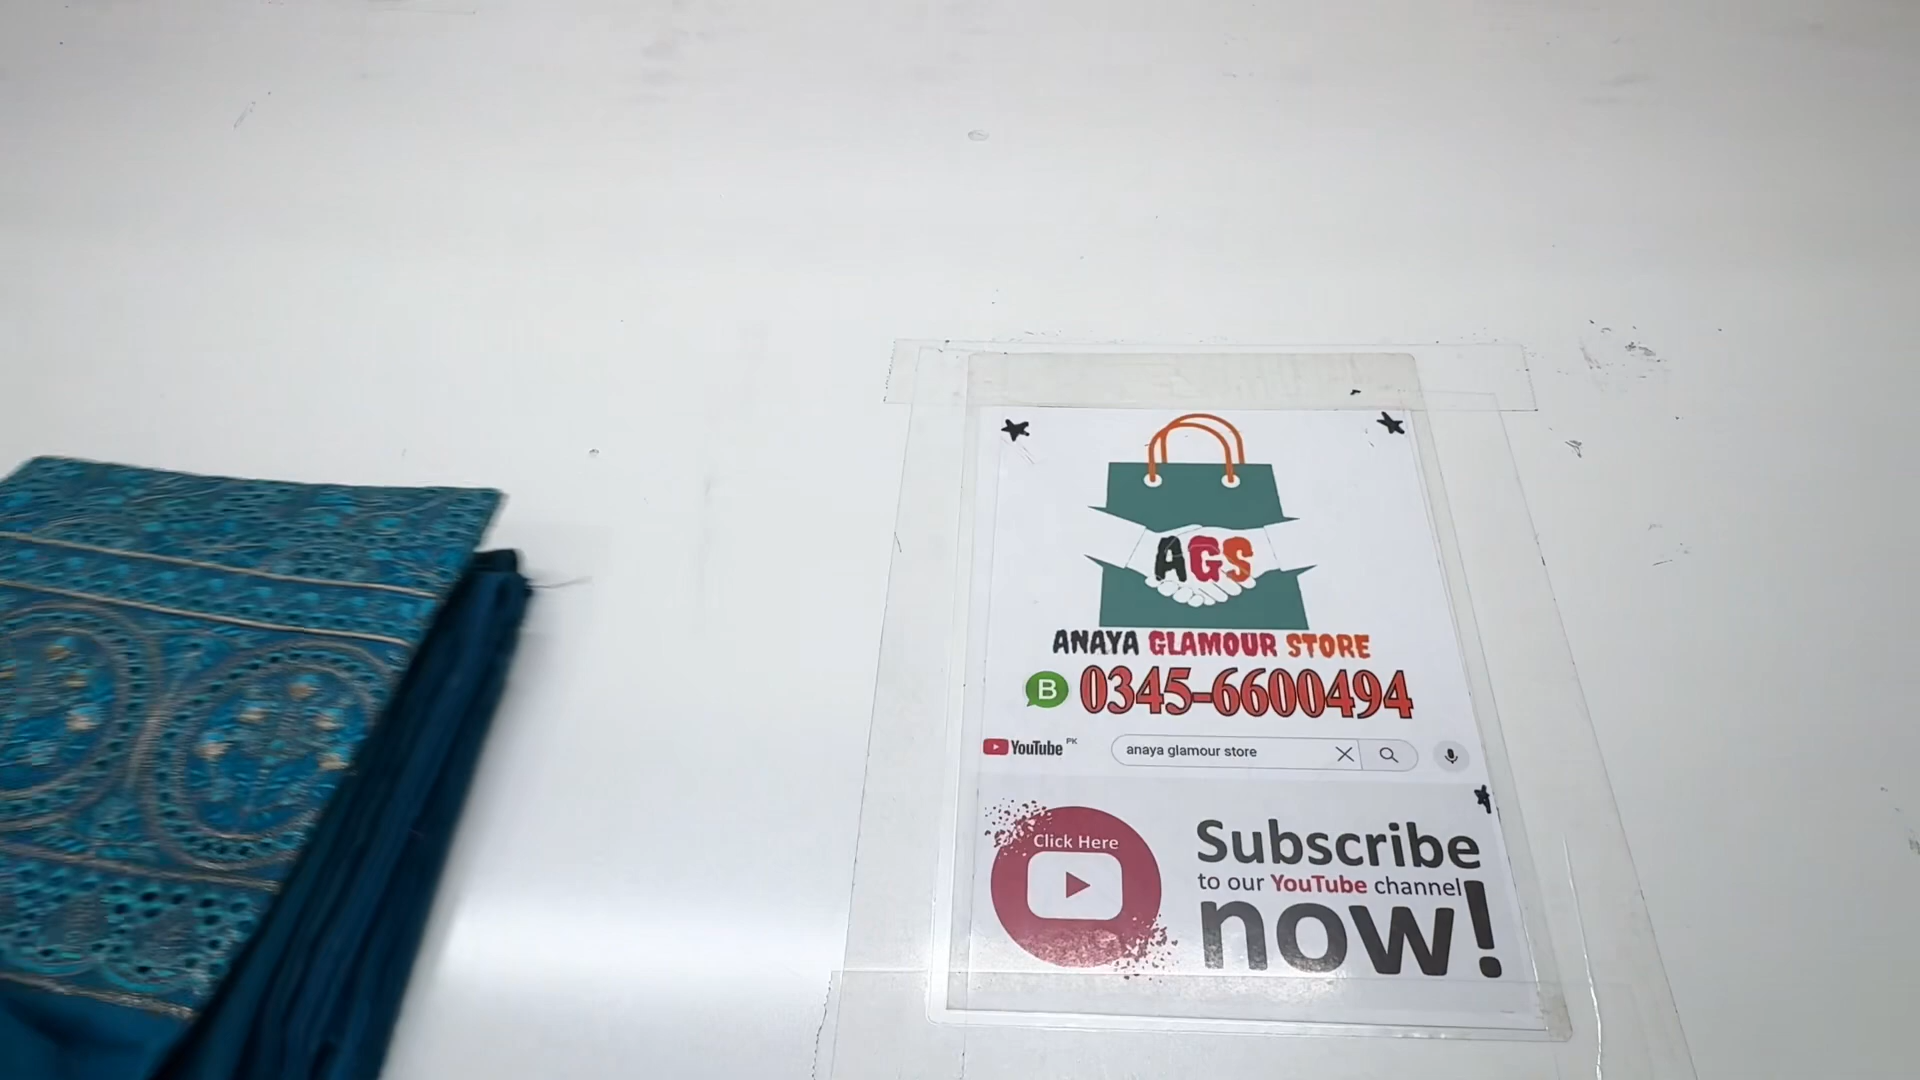 AGS
ANAYA GLAMOUR STORE
B 0345-6600494
YouTube PK
anaya glamour store
Click Here
Subscribe
to our YouTube channel
now!